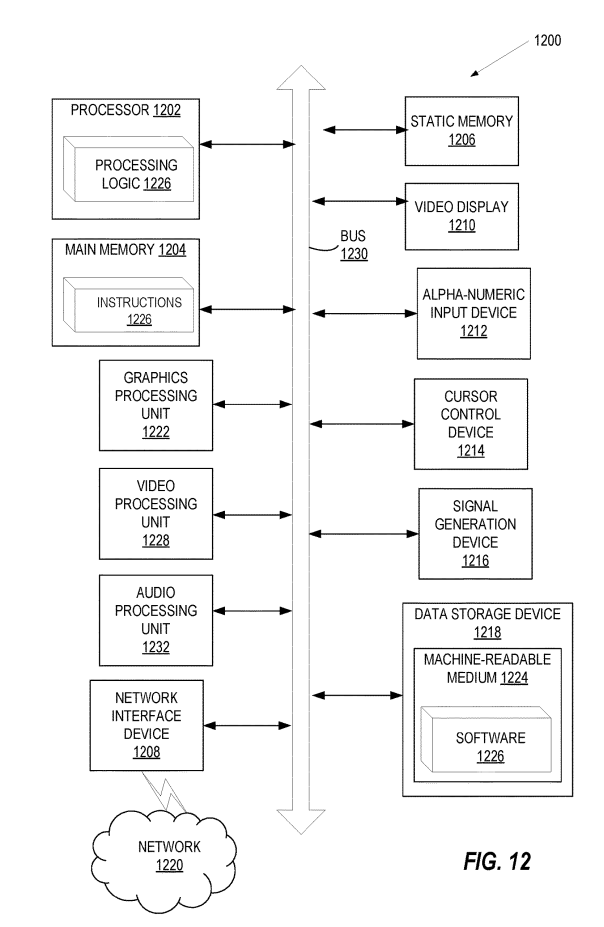 1200
PROCESSOR 1202
PROCESSING
LOGIC 1226
MAIN MEMORY 1204
INSTRUCTIONS
1226
GRAPHICS
PROCESSING
UNIT
1222
VIDEO
PROCESSING
UNIT
1228
AUDIO
PROCESSING
UNIT
1232
NETWORK
INTERFACE
DEVICE
1208
NETWORK
1220
BUS
1230
STATIC MEMORY
1206
VIDEO DISPLAY
1210
ALPHA-NUMERIC
INPUT DEVICE
1212
CURSOR
CONTROL
DEVICE
1214
SIGNAL
GENERATION
DEVICE
1216
DATA STORAGE DEVICE
1218
MACHINE-READABLE
MEDIUM 1224
SOFTWARE
1226
FIG. 12